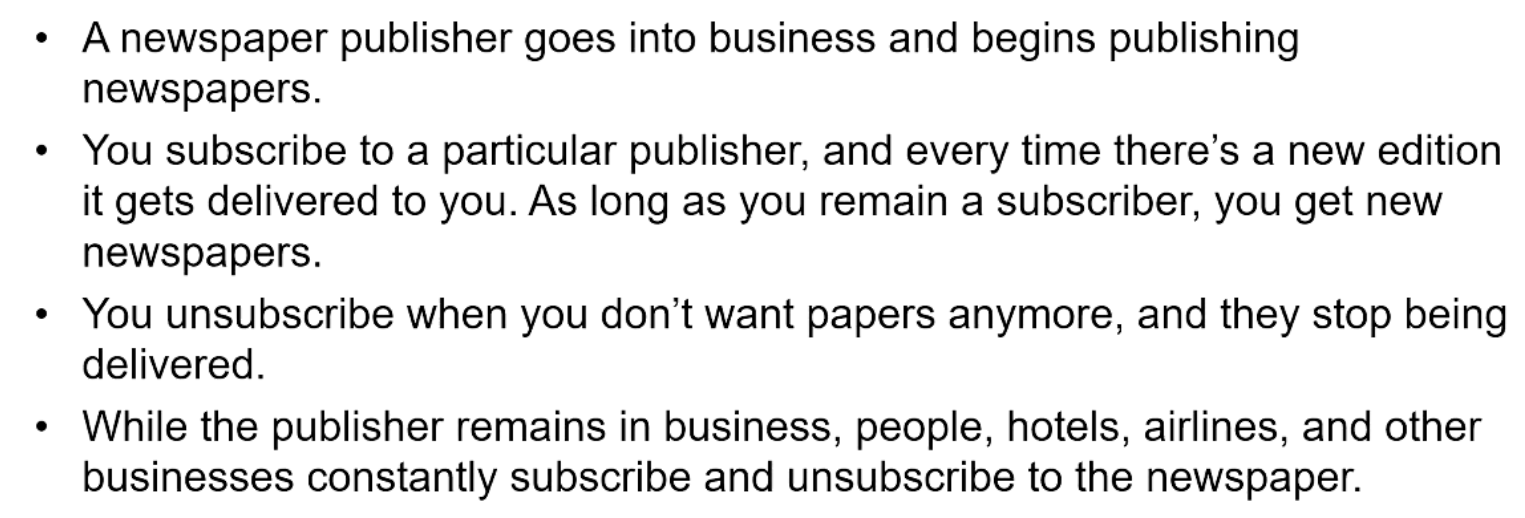 • A newspaper publisher goes into business and begins publishing
newspapers.
• You subscribe to a particular publisher, and every time there’s a new edition
it gets delivered to you. As long as you remain a subscriber, you get new
newspapers.
• You unsubscribe when you don’t want papers anymore, and they stop being
delivered.
• While the publisher remains in business, people, hotels, airlines, and other
businesses constantly subscribe and unsubscribe to the newspaper.